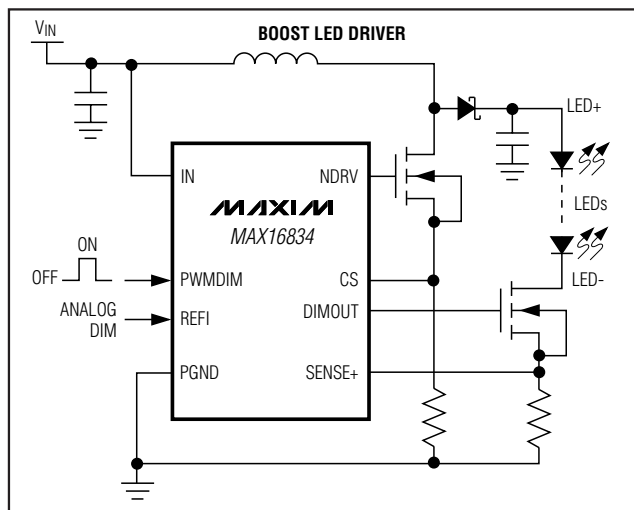 VIN
BOOST LED DRIVER
LED+
IN
NDRV
MAXIM
MAX16834
LEDs
ON
OFF
PWMDIM
CS
LED-
ANALOG
DIM
REFI
DIMOUT
PGND
SENSE+